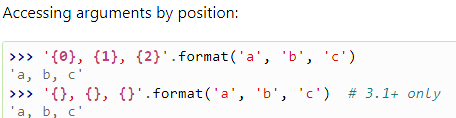 Accessing arguments by position:
>>> '{0}, {1}, {2}'.format('a', 'b', 'c')
'a, b, c'
>>> '{}, {}, {}'.format('a', 'b', 'c')  # 3.1+ only
'a, b, c'